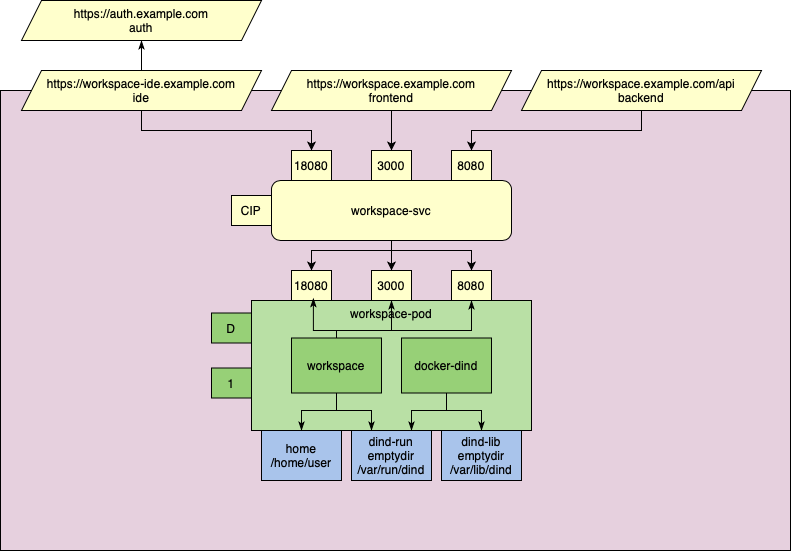 https://auth.example.com
auth
https://workspace-ide.example.com
ide
https://workspace.example.com
frontend
https://workspace.example.com/api
backend
18080
3000
8080
CIP
workspace-svc
18080
3000
8080
workspace-pod
D
workspace
docker-dind
1
home
/home/user
dind-run
emptydir
/var/run/dind
dind-lib
emptydir
/var/lib/dind